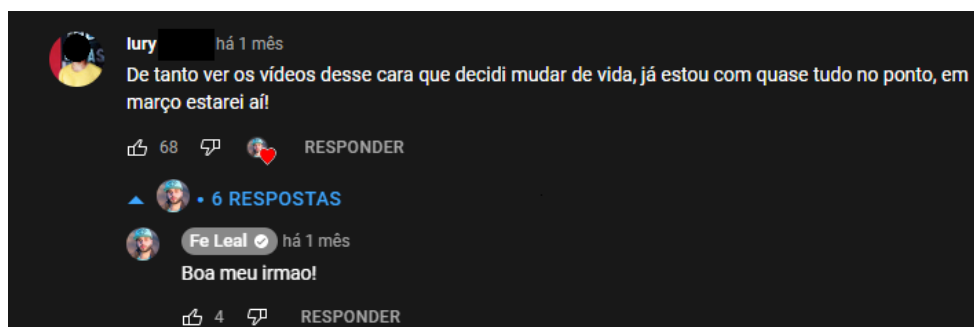 Iury há 1 mês
De tanto ver os vídeos desse cara que decidi mudar de vida, já estou com quase tudo no ponto, em
março estarei aí!
68 RESPONDER
• 6 RESPOSTAS
Fe Leal há 1 mês
Boa meu irmao!
4 RESPONDER